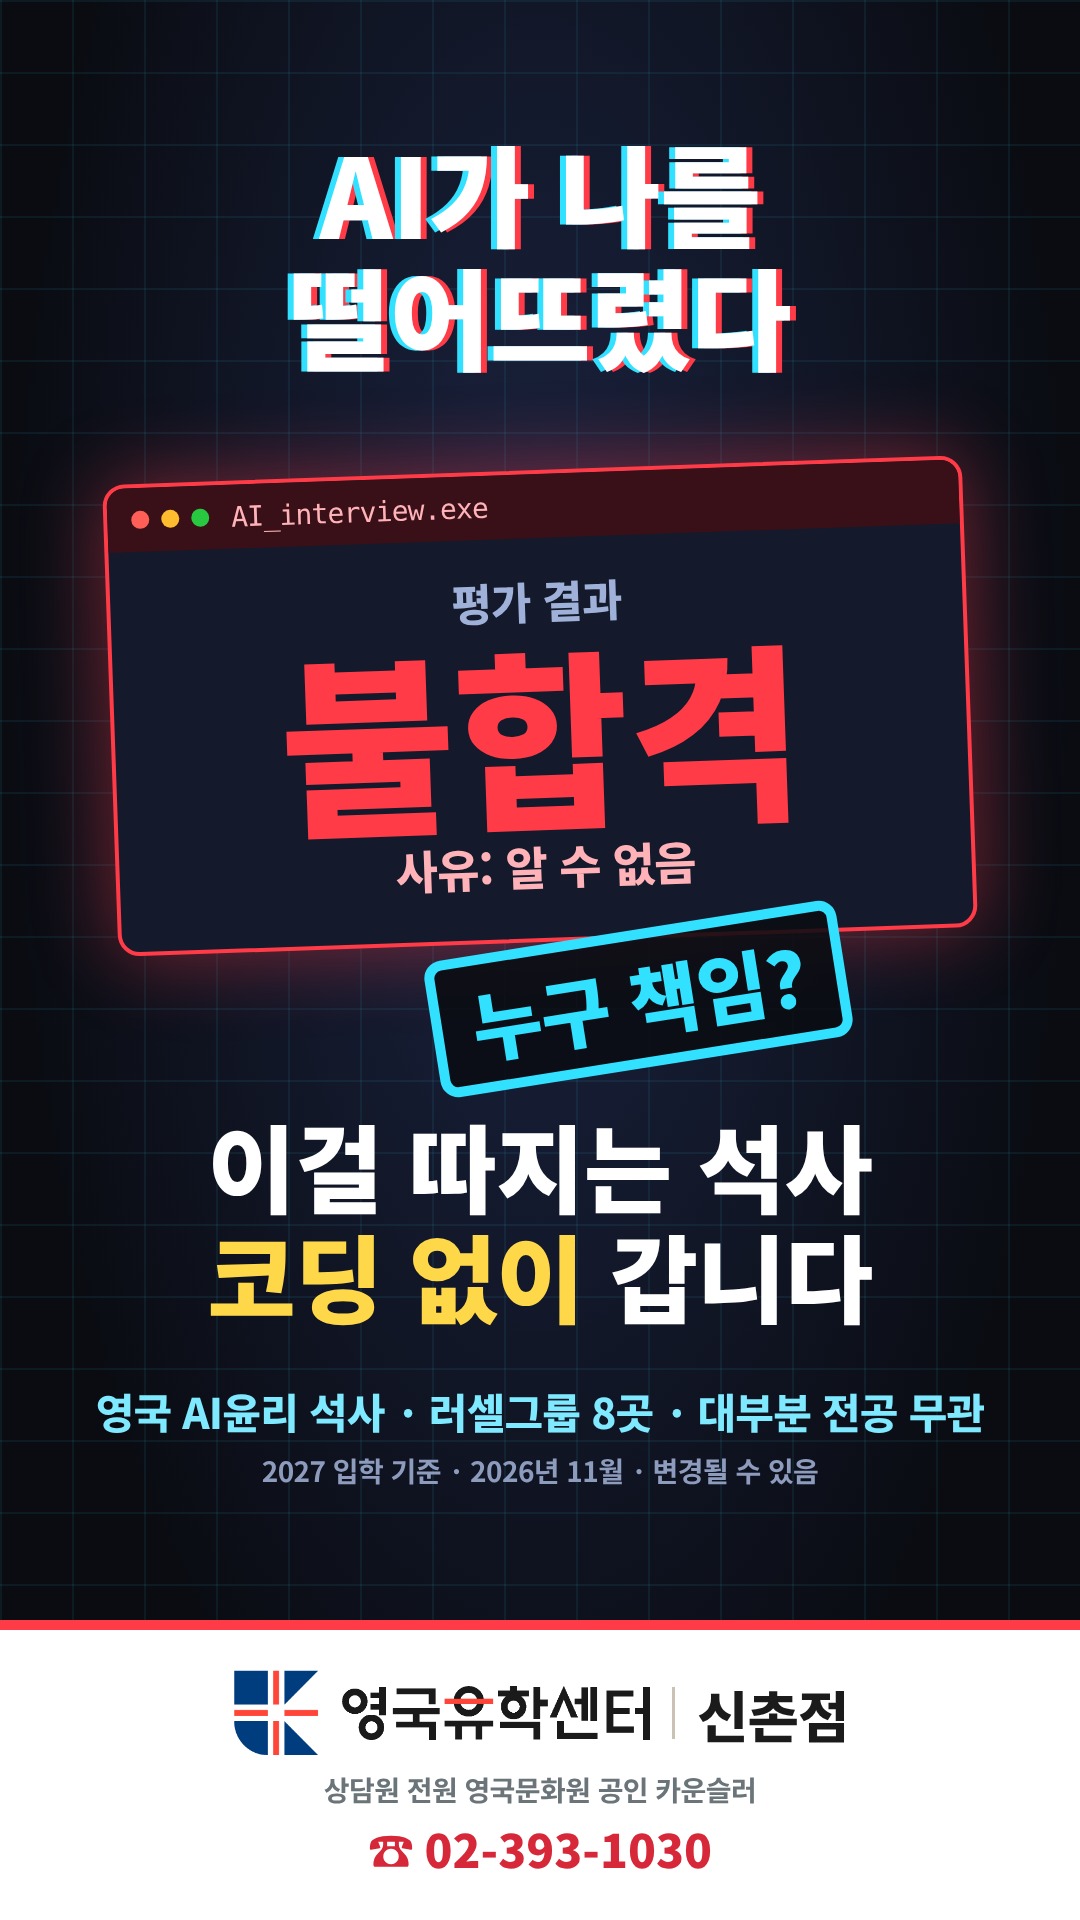 AI가 나를
떨어뜨렸다
AI_interview.exe
평가 결과
불합격
사유: 알 수 없음
누구 책임?
이걸 따지는 석사
코딩 없이 갑니다
영국 AI윤리 석사 · 러셀그룹 8곳 · 대부분 전공 무관
2027 입학 기준 · 2026년 11월 · 변경될 수 있음
영국유학센터 | 신촌점
상담원 전원 영국문화원 공인 카운슬러
☎ 02-393-1030